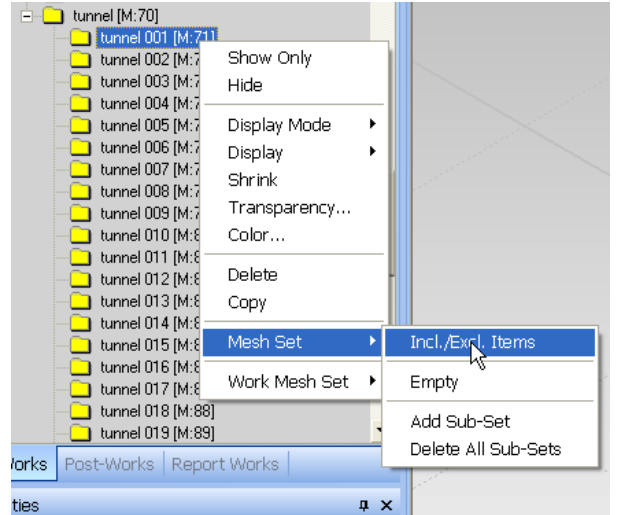 tunnel [M:70]
tunnel 001 [M:71]
tunnel 002 [M:7
tunnel 003 [M:7
tunnel 004 [M:7
tunnel 005 [M:7
tunnel 006 [M:7
tunnel 007 [M:7
tunnel 008 [M:7
tunnel 009 [M:7
tunnel 010 [M:8
tunnel 011 [M:8
tunnel 012 [M:8
tunnel 013 [M:8
tunnel 014 [M:8
tunnel 015 [M:8
tunnel 016 [M:8
tunnel 017 [M:8
tunnel 018 [M:88]
tunnel 019 [M:89]
Show Only
Hide
Display Mode
Display
Shrink
Transparency...
Color...
Delete
Copy
Mesh Set
Work Mesh Set
Incl./Excl. Items
Empty
Add Sub-Set
Delete All Sub-Sets
Works
Post-Works
Report Works
ties